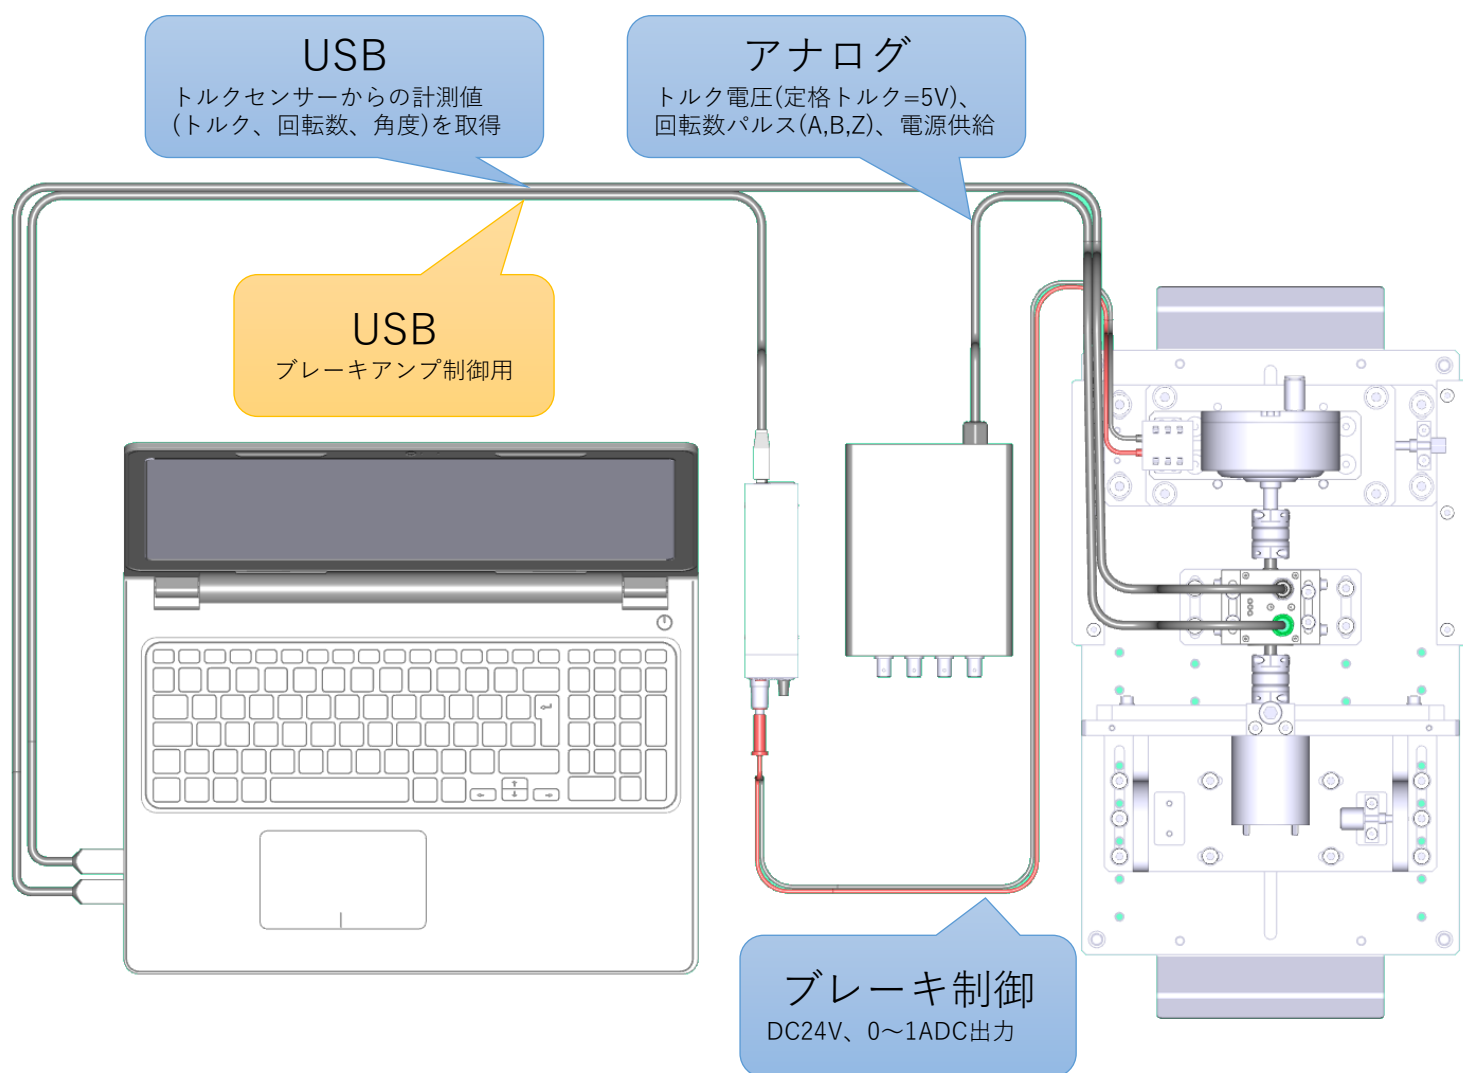 USB
トルクセンサーからの計測値
(トルク、回転数、角度)を取得
アナログ
トルク電圧(定格トルク=5V)、
回転数パルス(A,B,Z)、電源供給
USB
ブレーキアンプ制御用
ブレーキ制御
DC24V、0～1ADC出力